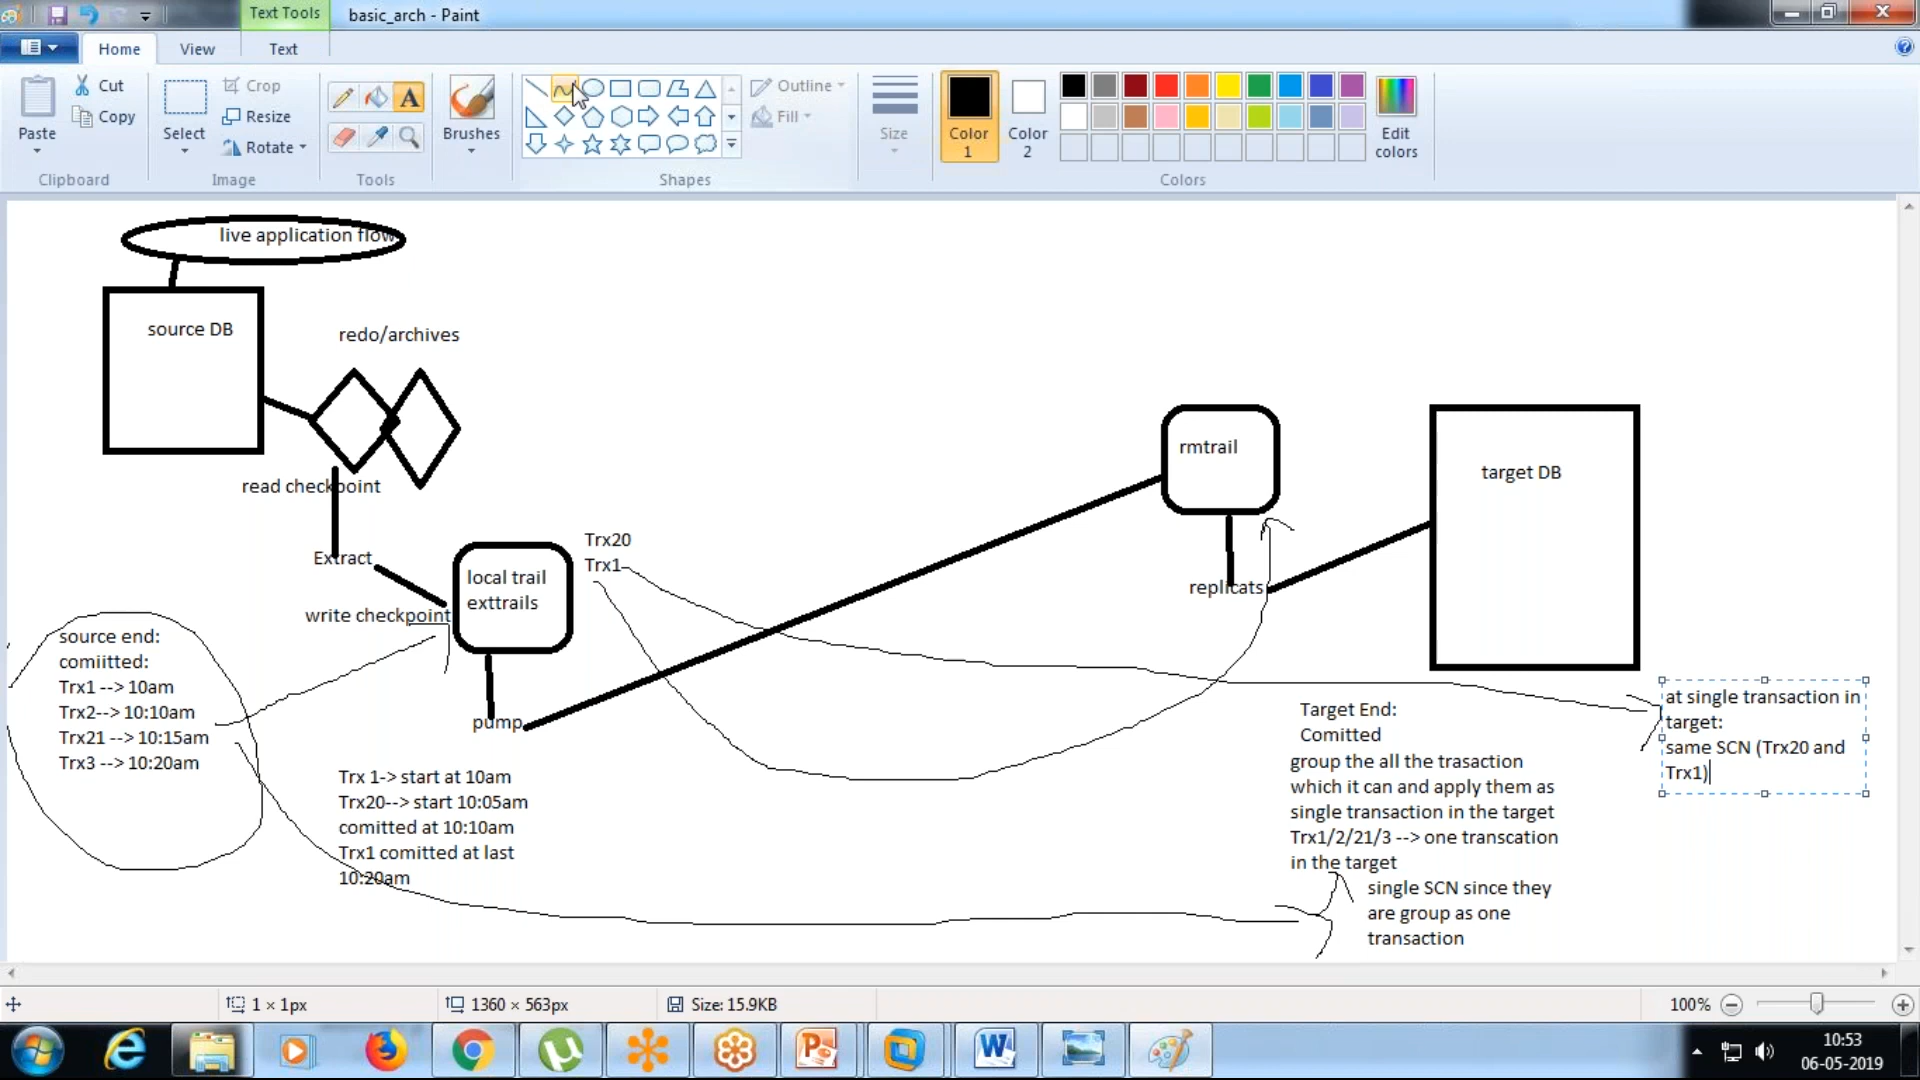 Text Tools
basic_arch - Paint
Home
View
Text
Paste
Cut
Copy
Clipboard
Select
Crop
Resize
Rotate
Image
A
Tools
Brushes
Outline
Fill
Shapes
Size
Color
1
Color
2
Edit
colors
Colors
live application flow
source DB
redo/archives
read checkpoint
Extract
write checkpoint
local trail
exttrails
Trx20
Trx1
pump
rmtrail
replicats
target DB
source end:
comiitted:
Trx1 --> 10am
Trx2--> 10:10am
Trx21 --> 10:15am
Trx3 --> 10:20am
Trx 1-> start at 10am
Trx20--> start 10:05am
comitted at 10:10am
Trx1 comitted at last
10:20am
Target End:
Comitted
group the all the trasaction
which it can and apply them as
single transaction in the target
Trx1/2/21/3 --> one transcation
in the target
single SCN since they
are group as one
transaction
at single transaction in
target:
same SCN (Trx20 and
Trx1)
1 × 1px
1360 × 563px
Size: 15.9KB
100%
10:53
06-05-2019